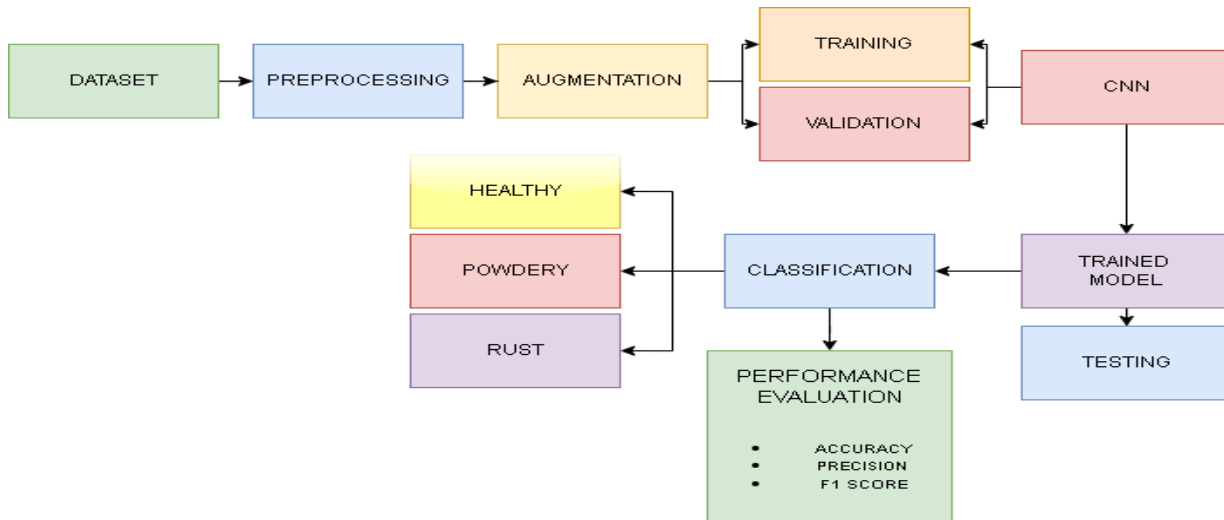 DATASET
PREPROCESSING
AUGMENTATION
TRAINING
VALIDATION
CNN
HEALTHY
POWDERY
RUST
CLASSIFICATION
TRAINED
MODEL
TESTING
PERFORMANCE
EVALUATION
• ACCURACY
• PRECISION
• F1 SCORE